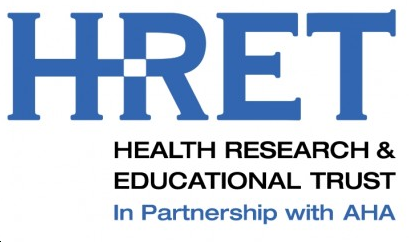 HRET
HEALTH RESEARCH &
EDUCATIONAL TRUST
In Partnership with AHA